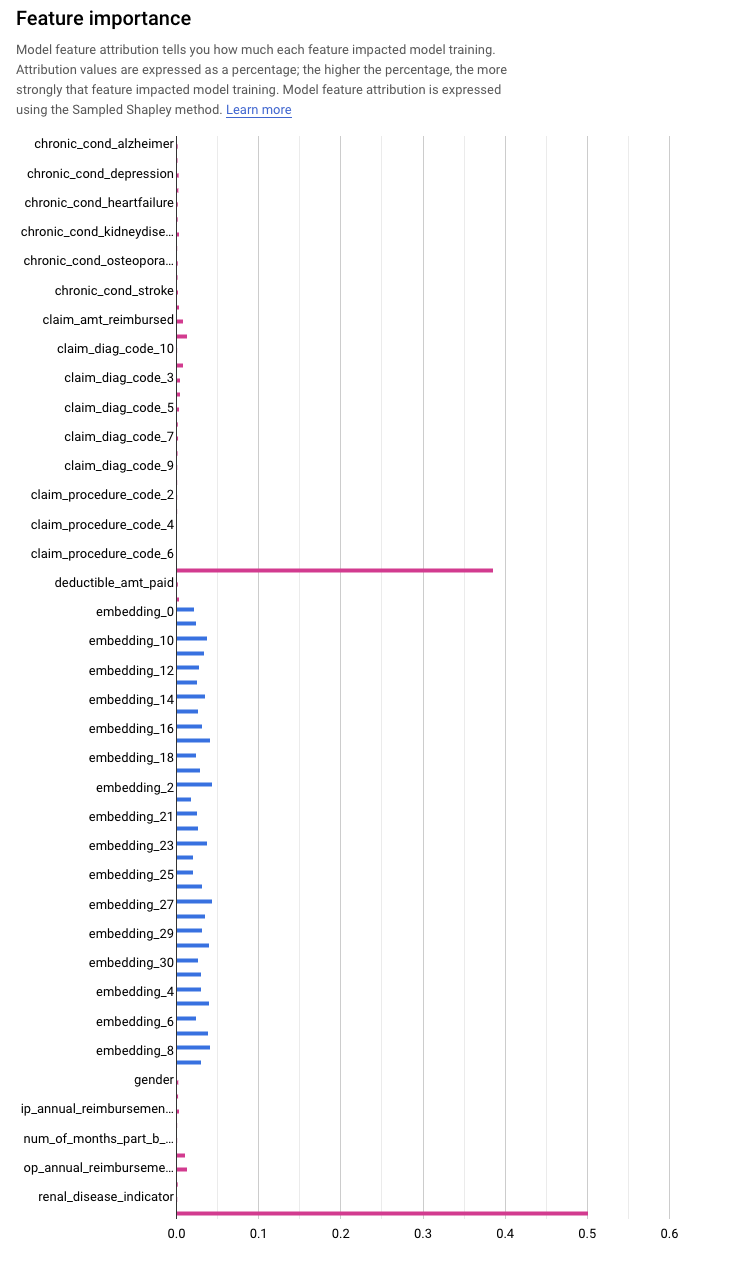 Feature importance
Model feature attribution tells you how much each feature impacted model training.
Attribution values are expressed as a percentage; the higher the percentage, the more
strongly that feature impacted model training. Model feature attribution is expressed
using the Sampled Shapley method. Learn more
chronic_cond_alzheimer
chronic_cond_depression
chronic_cond_heartfailure
chronic_cond_kidneydise…
chronic_cond_osteopora…
chronic_cond_stroke
claim_amt_reimbursed
claim_diag_code_10
claim_diag_code_3
claim_diag_code_5
claim_diag_code_7
claim_diag_code_9
claim_procedure_code_2
claim_procedure_code_4
claim_procedure_code_6
deductible_amt_paid
embedding_0
embedding_10
embedding_12
embedding_14
embedding_16
embedding_18
embedding_2
embedding_21
embedding_23
embedding_25
embedding_27
embedding_29
embedding_30
embedding_4
embedding_6
embedding_8
gender
ip_annual_reimbursemen…
num_of_months_part_b_…
op_annual_reimburseme…
renal_disease_indicator
0.0 0.1 0.2 0.3 0.4 0.5 0.6